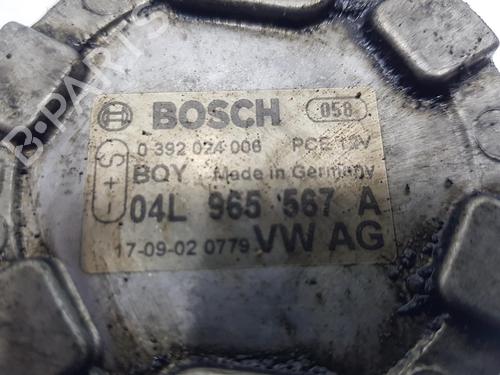 BOSCH 058
0 392 024 006 PCE 12V
S + -
BQY Made in Germany
04L 965 567 A
17-09-02 0779 VW AG
B-PARTS